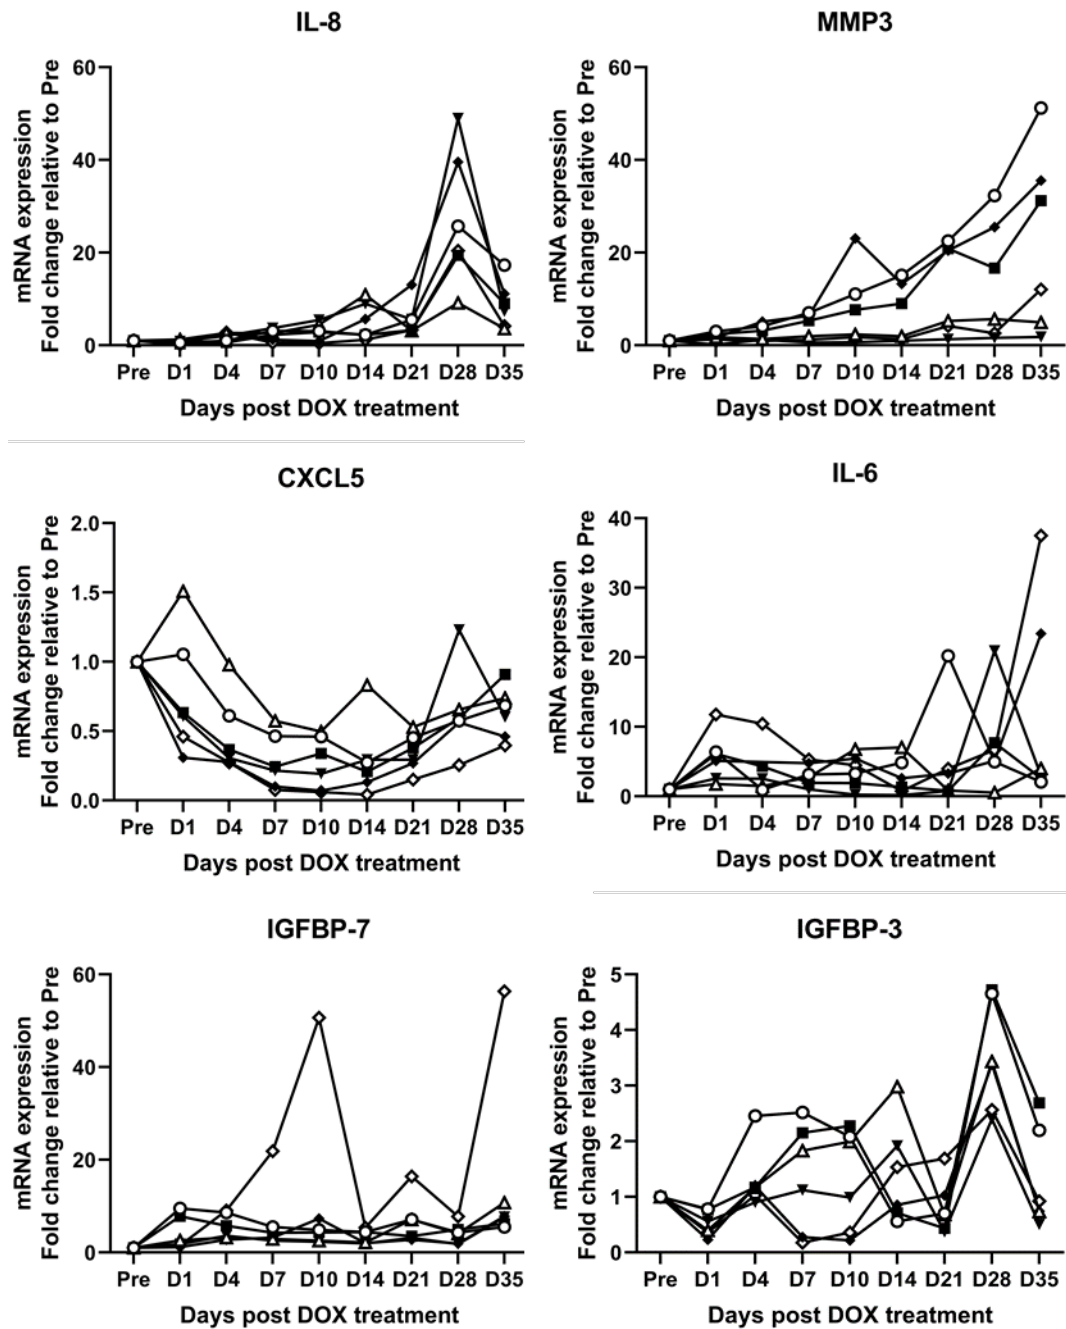 IL-8
mRNA expression
Fold change relative to Pre
60
40
20
0
Pre D1 D4 D7 D10 D14 D21 D28 D35
Days post DOX treatment
MMP3
mRNA expression
Fold change relative to Pre
60
40
20
0
Pre D1 D4 D7 D10 D14 D21 D28 D35
Days post DOX treatment
CXCL5
mRNA expression
Fold change relative to Pre
2.0
1.5
1.0
0.5
0.0
Pre D1 D4 D7 D10 D14 D21 D28 D35
Days post DOX treatment
IL-6
mRNA expression
Fold change relative to Pre
40
30
20
10
0
Pre D1 D4 D7 D10 D14 D21 D28 D35
Days post DOX treatment
IGFBP-7
mRNA expression
Fold change relative to Pre
60
40
20
0
Pre D1 D4 D7 D10 D14 D21 D28 D35
Days post DOX treatment
IGFBP-3
mRNA expression
Fold change relative to Pre
5
4
3
2
1
0
Pre D1 D4 D7 D10 D14 D21 D28 D35
Days post DOX treatment